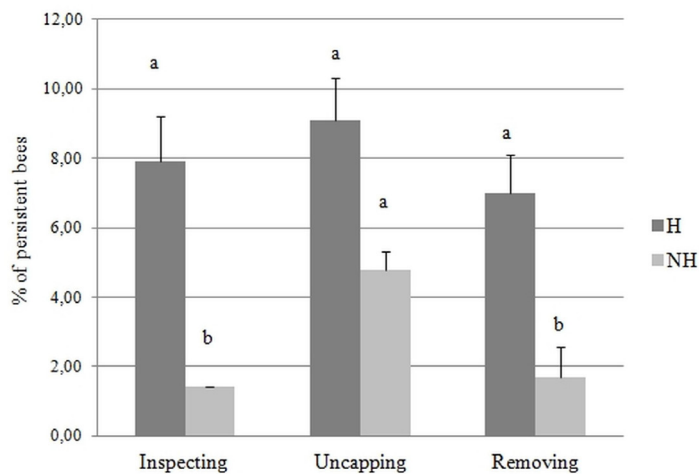 % of persistent bees
12,00
10,00
8,00
6,00
4,00
2,00
0,00
a
b
a
a
a
b
Inspecting
Uncapping
Removing
H
NH